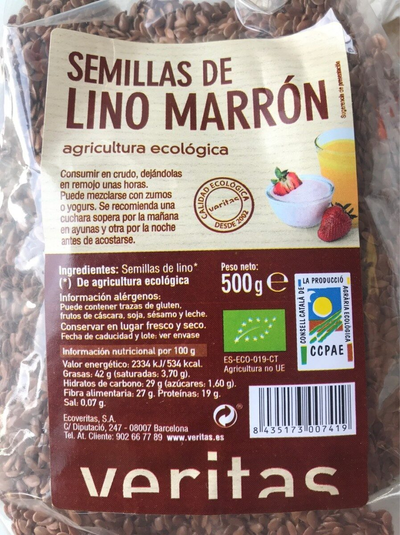 SEMILLAS DE
LINO MARRÓN
agricultura ecológica
Sugerencia de presentación
Consumir en crudo, dejándolas
en remojo unas horas.
Puede mezclarse con zumos
o yogurs. Se recomienda una
cuchara sopera por la mañana
en ayunas y otra por la noche
antes de acostarse.
CALIDAD ECOLÓGICA
veritas
DESDE 2002
Ingredientes: Semillas de lino*
(*) De agricultura ecológica
Información alérgenos:
Puede contener trazas de gluten,
frutos de cáscara, soja, sésamo y leche.
Conservar en lugar fresco y seco.
Fecha de caducidad y lote: ver envase
Información nutricional por 100 g
Valor energético: 2334 kJ/ 534 kcal.
Grasas: 42 g (saturadas: 3,70 g).
Hidratos de carbono: 29 g (azúcares: 1,60 g).
Fibra alimentaria: 27 g. Proteínas: 19 g.
Sal: 0,07 g.
Ecoveritas, S.A.
C/ Diputació, 247 - 08007 Barcelona
Tel. At. Cliente: 902 66 77 89 www.veritas.es
Peso neto:
500 g e
ES-ECO-019-CT
Agricultura no UE
CONSELL CATALÀ DE
LA PRODUCCIÓ
AGRÀRIA ECOLÒGICA
CCPAE
8 435173 007419
veritas